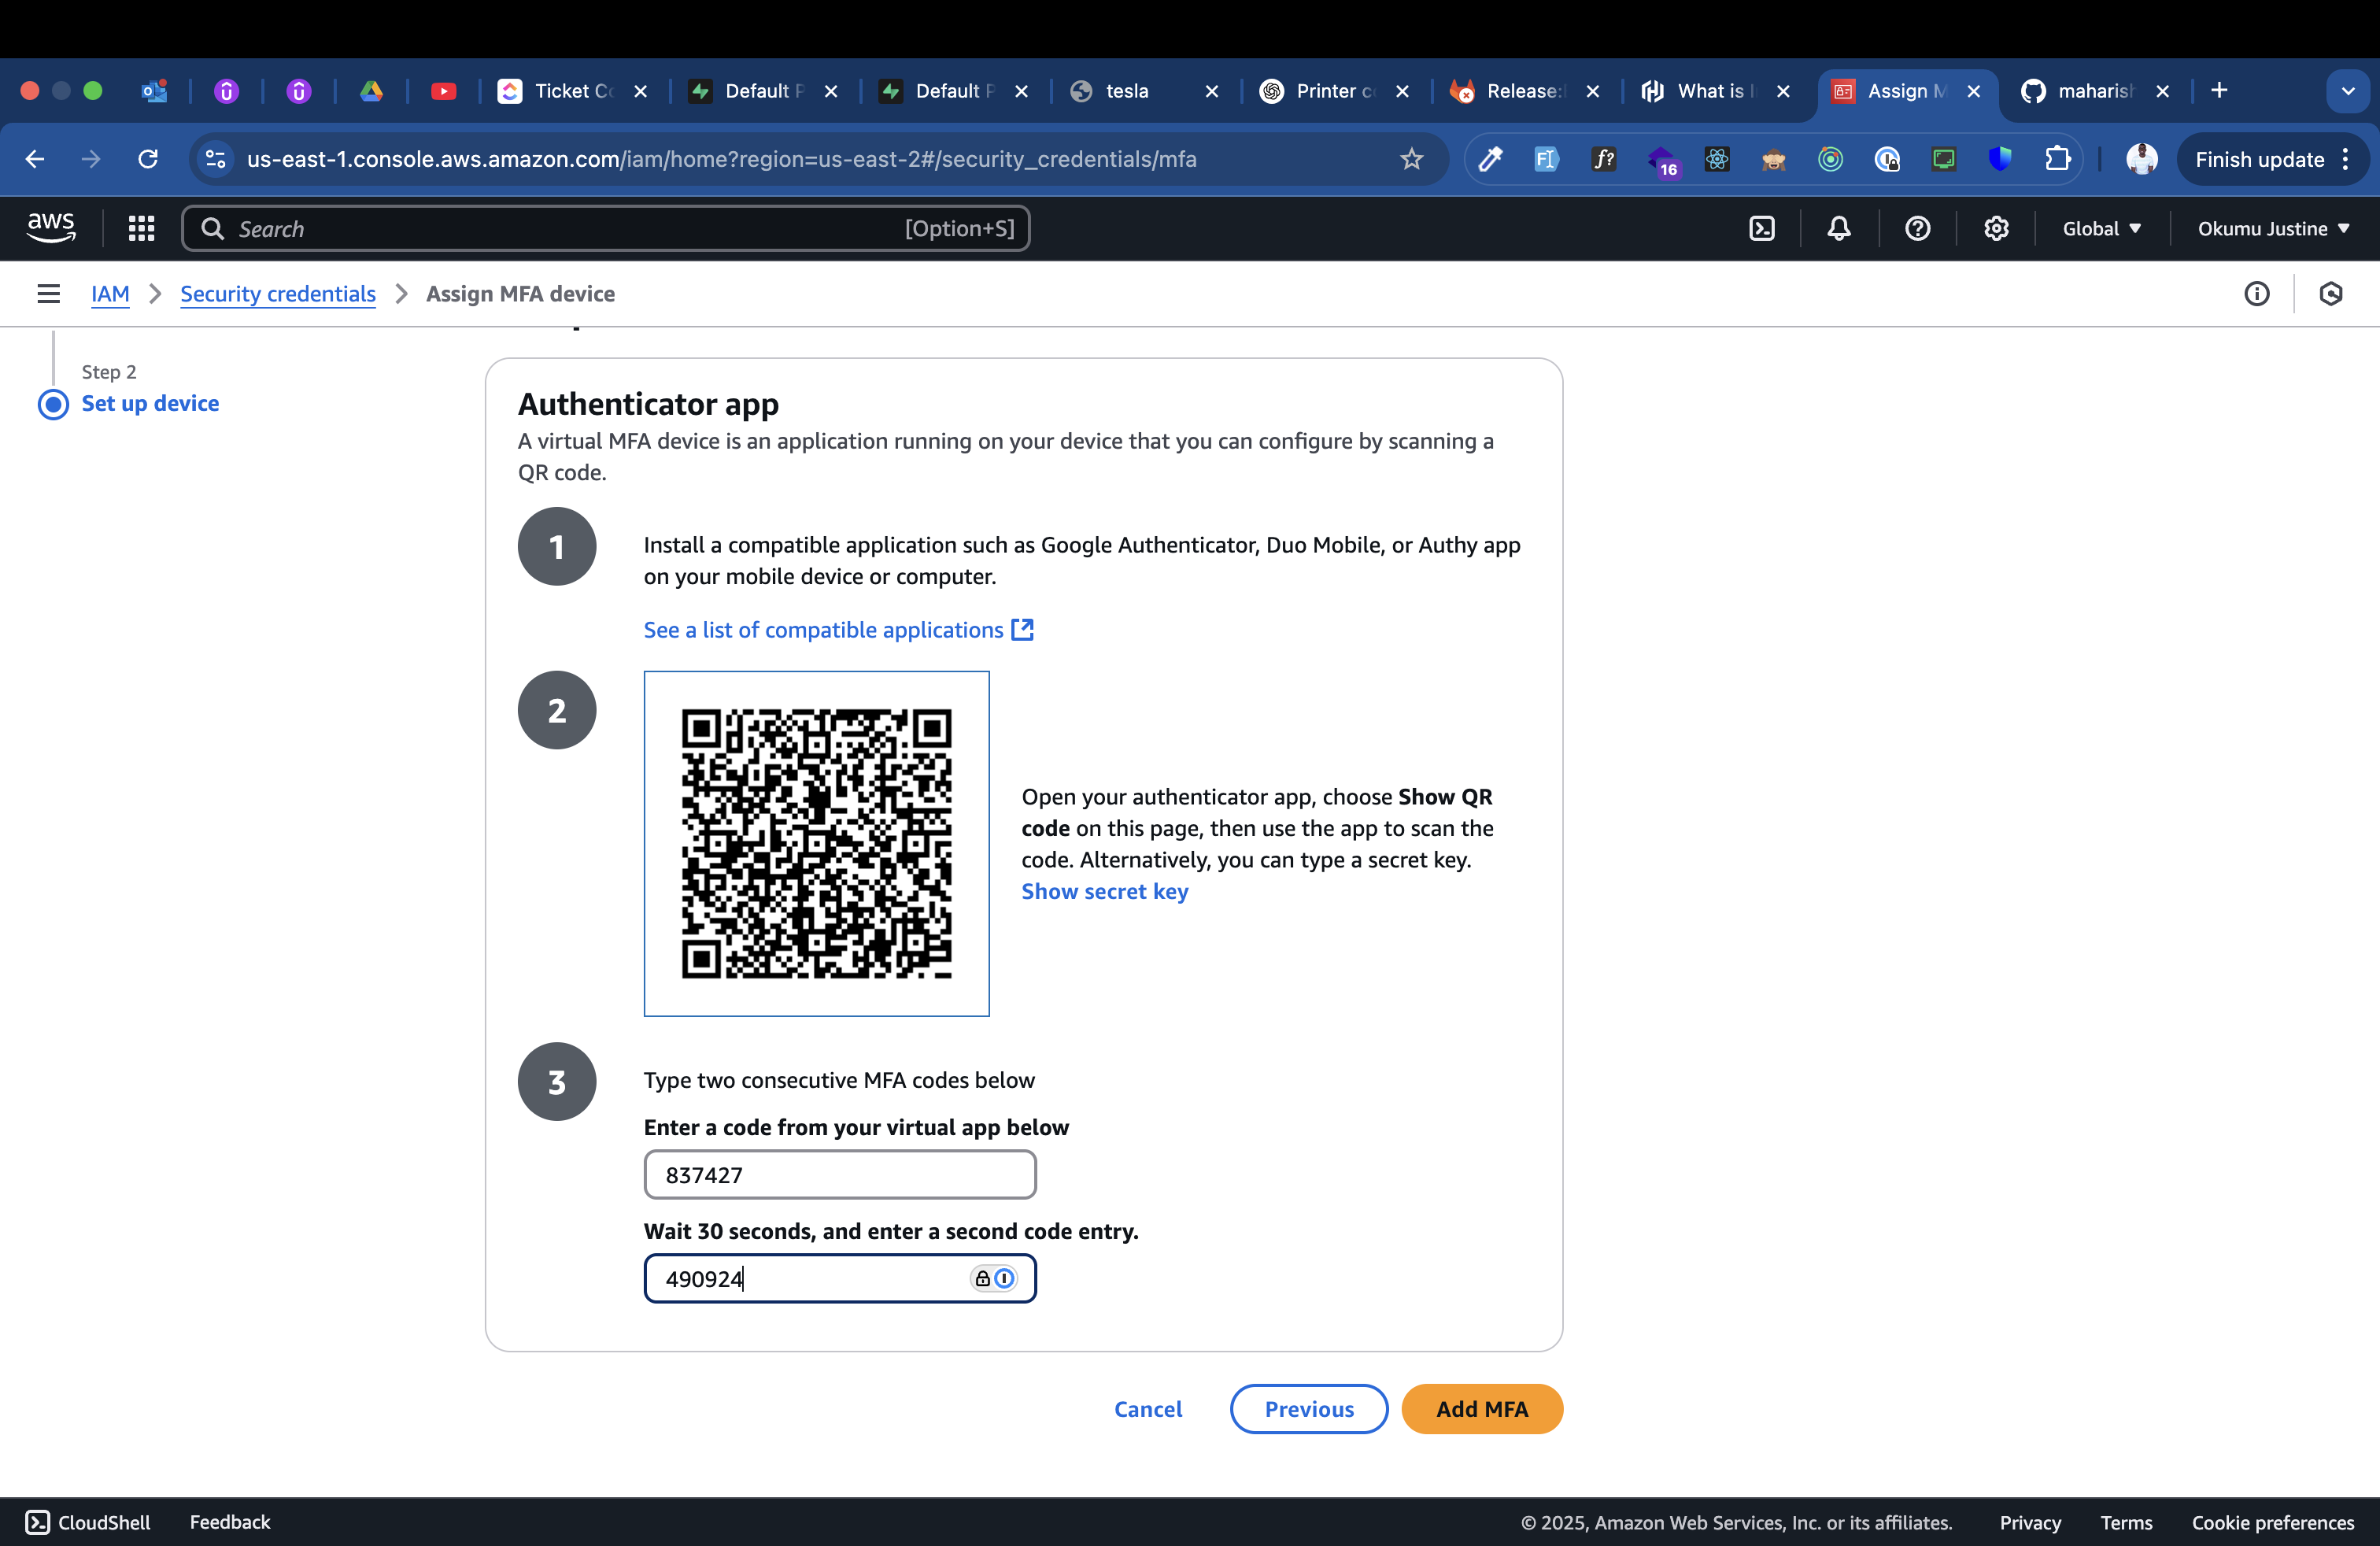 Ticket Co
Default P
Default P
tesla
Printer c
Release:
What is I
Assign M
maharish
us-east-1.console.aws.amazon.com/iam/home?region=us-east-2#/security_credentials/mfa
16
Finish update
aws
Search
[Option+S]
Global
Okumu Justine
IAM
Security credentials
Assign MFA device
Step 2
Set up device
Authenticator app
A virtual MFA device is an application running on your device that you can configure by scanning a
QR code.
1
Install a compatible application such as Google Authenticator, Duo Mobile, or Authy app
on your mobile device or computer.
See a list of compatible applications
2
Open your authenticator app, choose Show QR
code on this page, then use the app to scan the
code. Alternatively, you can type a secret key.
Show secret key
3
Type two consecutive MFA codes below
Enter a code from your virtual app below
837427
Wait 30 seconds, and enter a second code entry.
490924
Cancel
Previous
Add MFA
CloudShell
Feedback
© 2025, Amazon Web Services, Inc. or its affiliates.
Privacy
Terms
Cookie preferences